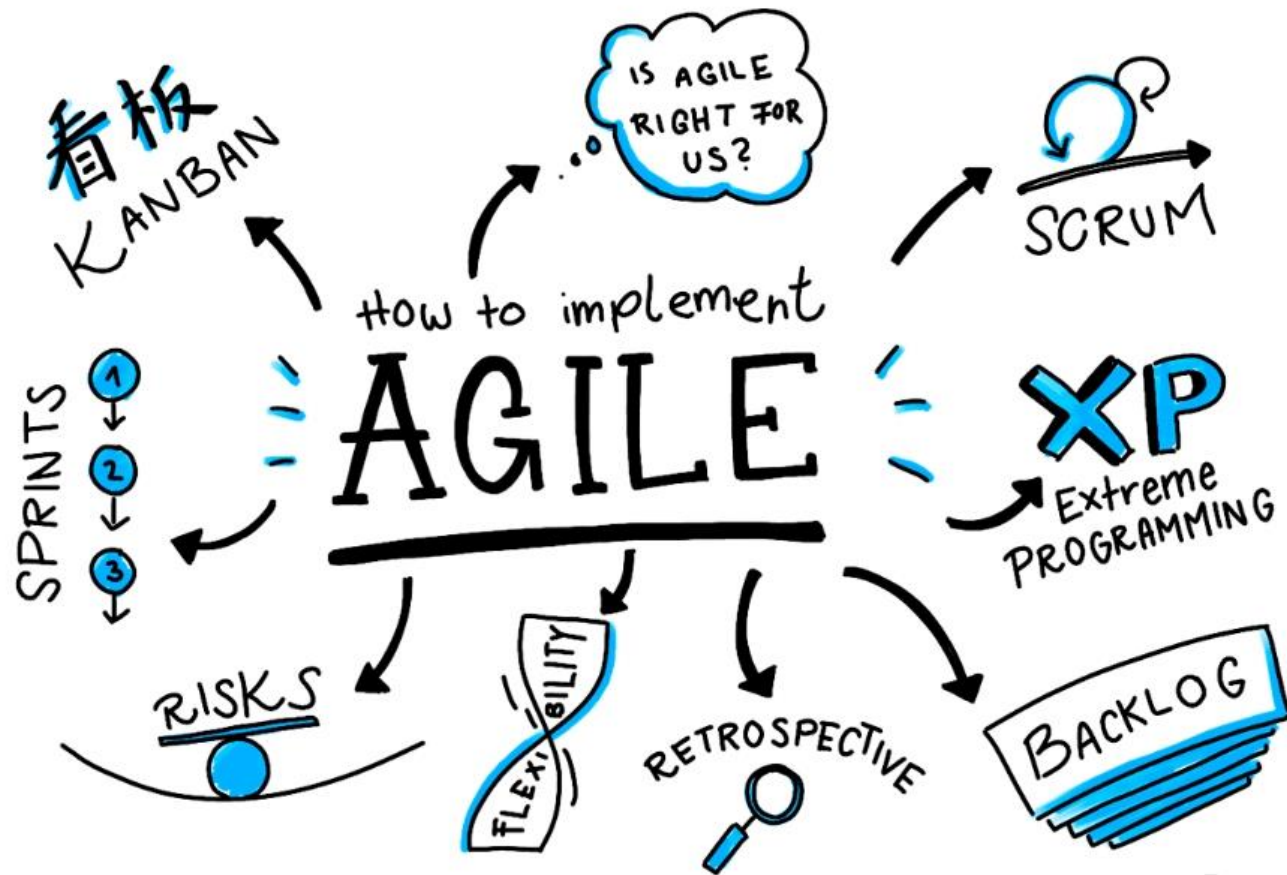 看板
KANBAN
IS AGILE
RIGHT FOR
US?
SCRUM
How to implement
AGILE
SPRINTS
1
2
3
XP
Extreme
PROGRAMMING
RISKS
FLEXIBILITY
RETROSPECTIVE
BACKLOG